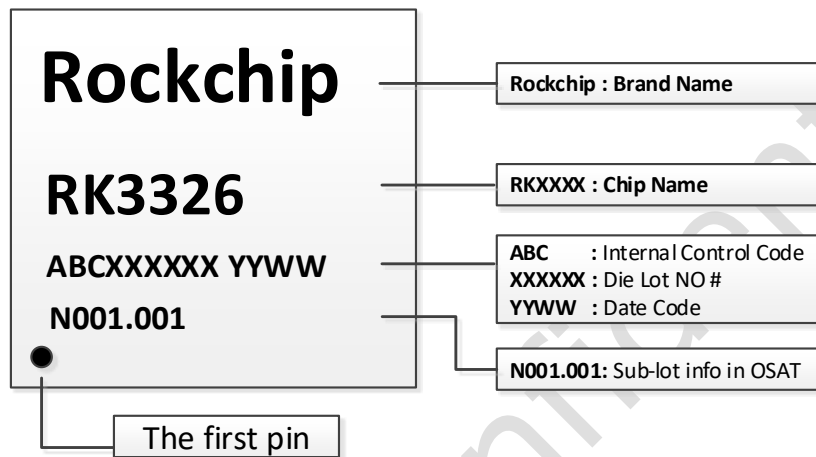 Rockchip
Rockchip : Brand Name
RK3326
RKXXXX : Chip Name
ABCXXXXXX YYWW
ABC : Internal Control Code
XXXXXX : Die Lot NO #
YYWW : Date Code
N001.001
N001.001: Sub-lot info in OSAT
The first pin